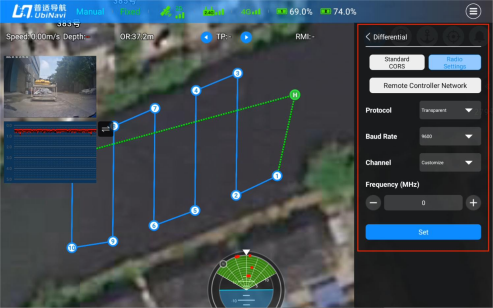 普适导航
UbiNavi
Manual
Fixed
4G
69.0%
74.0%
383号
Speed:0.00m/s Depth:
OR:37.2m
TP:-
RMI:-
Differential
Standard
CORS
Radio
Settings
Remote Controller Network
Protocol
Transparent
Baud Rate
9600
Channel
Customize
Frequency (MHz)
0
Set
H
1
2
3
4
5
6
7
9
10